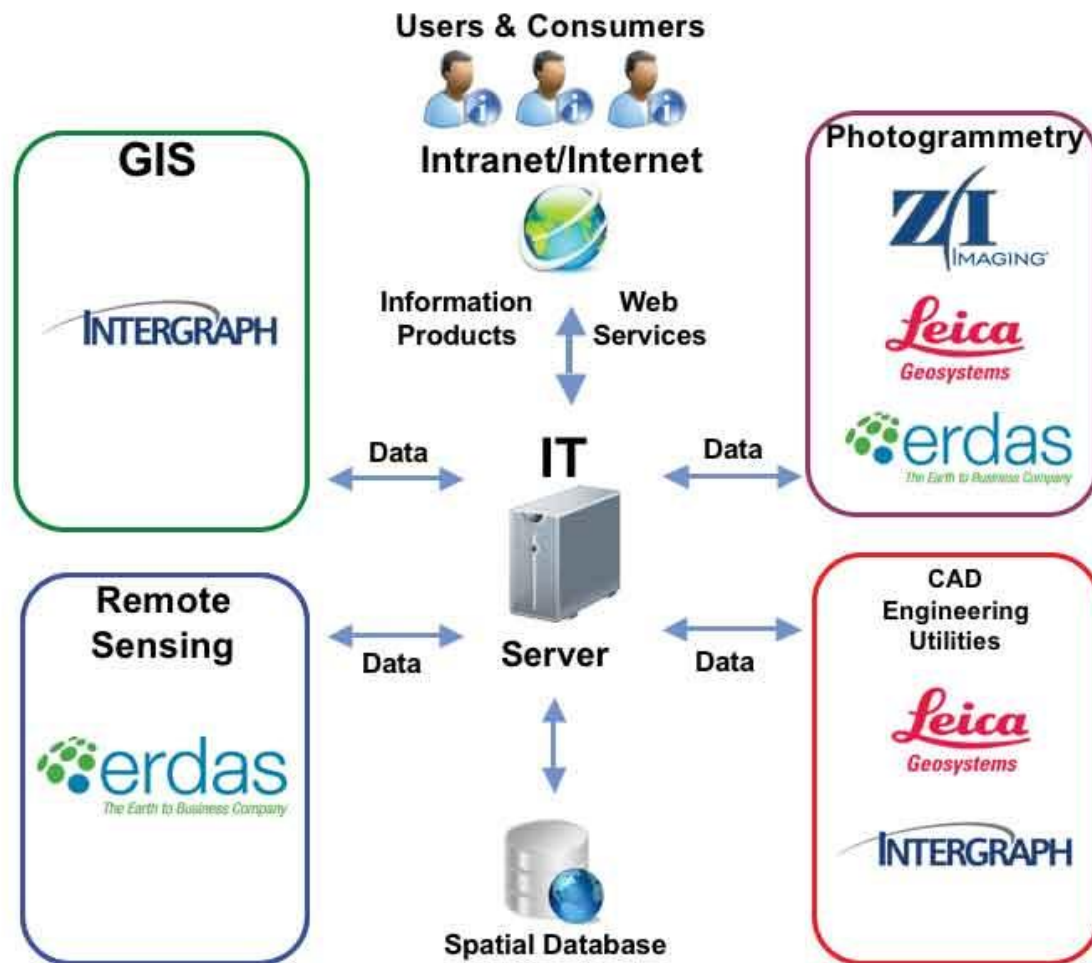 Users & Consumers
Intranet/Internet
Information
Products
Web
Services
GIS
INTERGRAPH
Photogrammetry
Z/I
IMAGING
Leica
Geosystems
erdas
The Earth to Business Company
Data
IT
Data
Remote
Sensing
erdas
The Earth to Business Company
Data
Server
Data
CAD
Engineering
Utilities
Leica
Geosystems
INTERGRAPH
Spatial Database